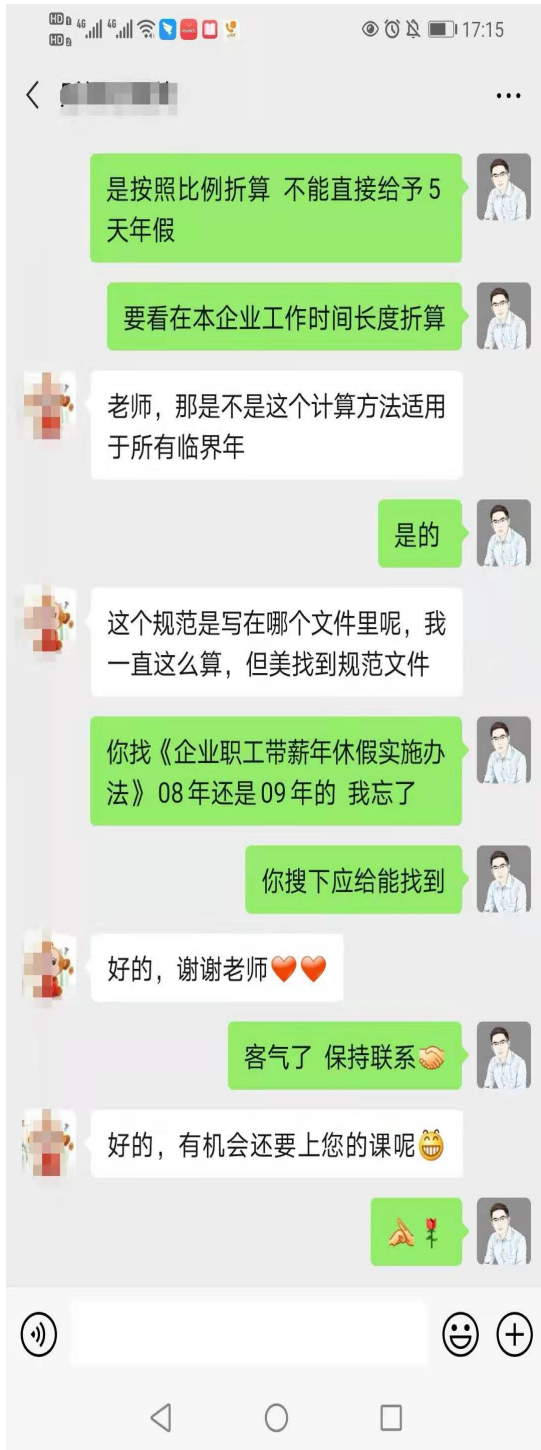 HD 1 4G 4G
HD 2
17:15
是按照比例折算 不能直接给予5
天年假
要看在本企业工作时间长度折算
老师，那是不是这个计算方法适用
于所有临界年
是的
这个规范是写在哪个文件里呢，我
一直这么算，但美找到规范文件
你找《企业职工带薪年休假实施办
法》08年还是09年的 我忘了
你搜下应给能找到
好的，谢谢老师❤️❤️
客气了 保持联系🤝
好的，有机会还要上您的课呢😁